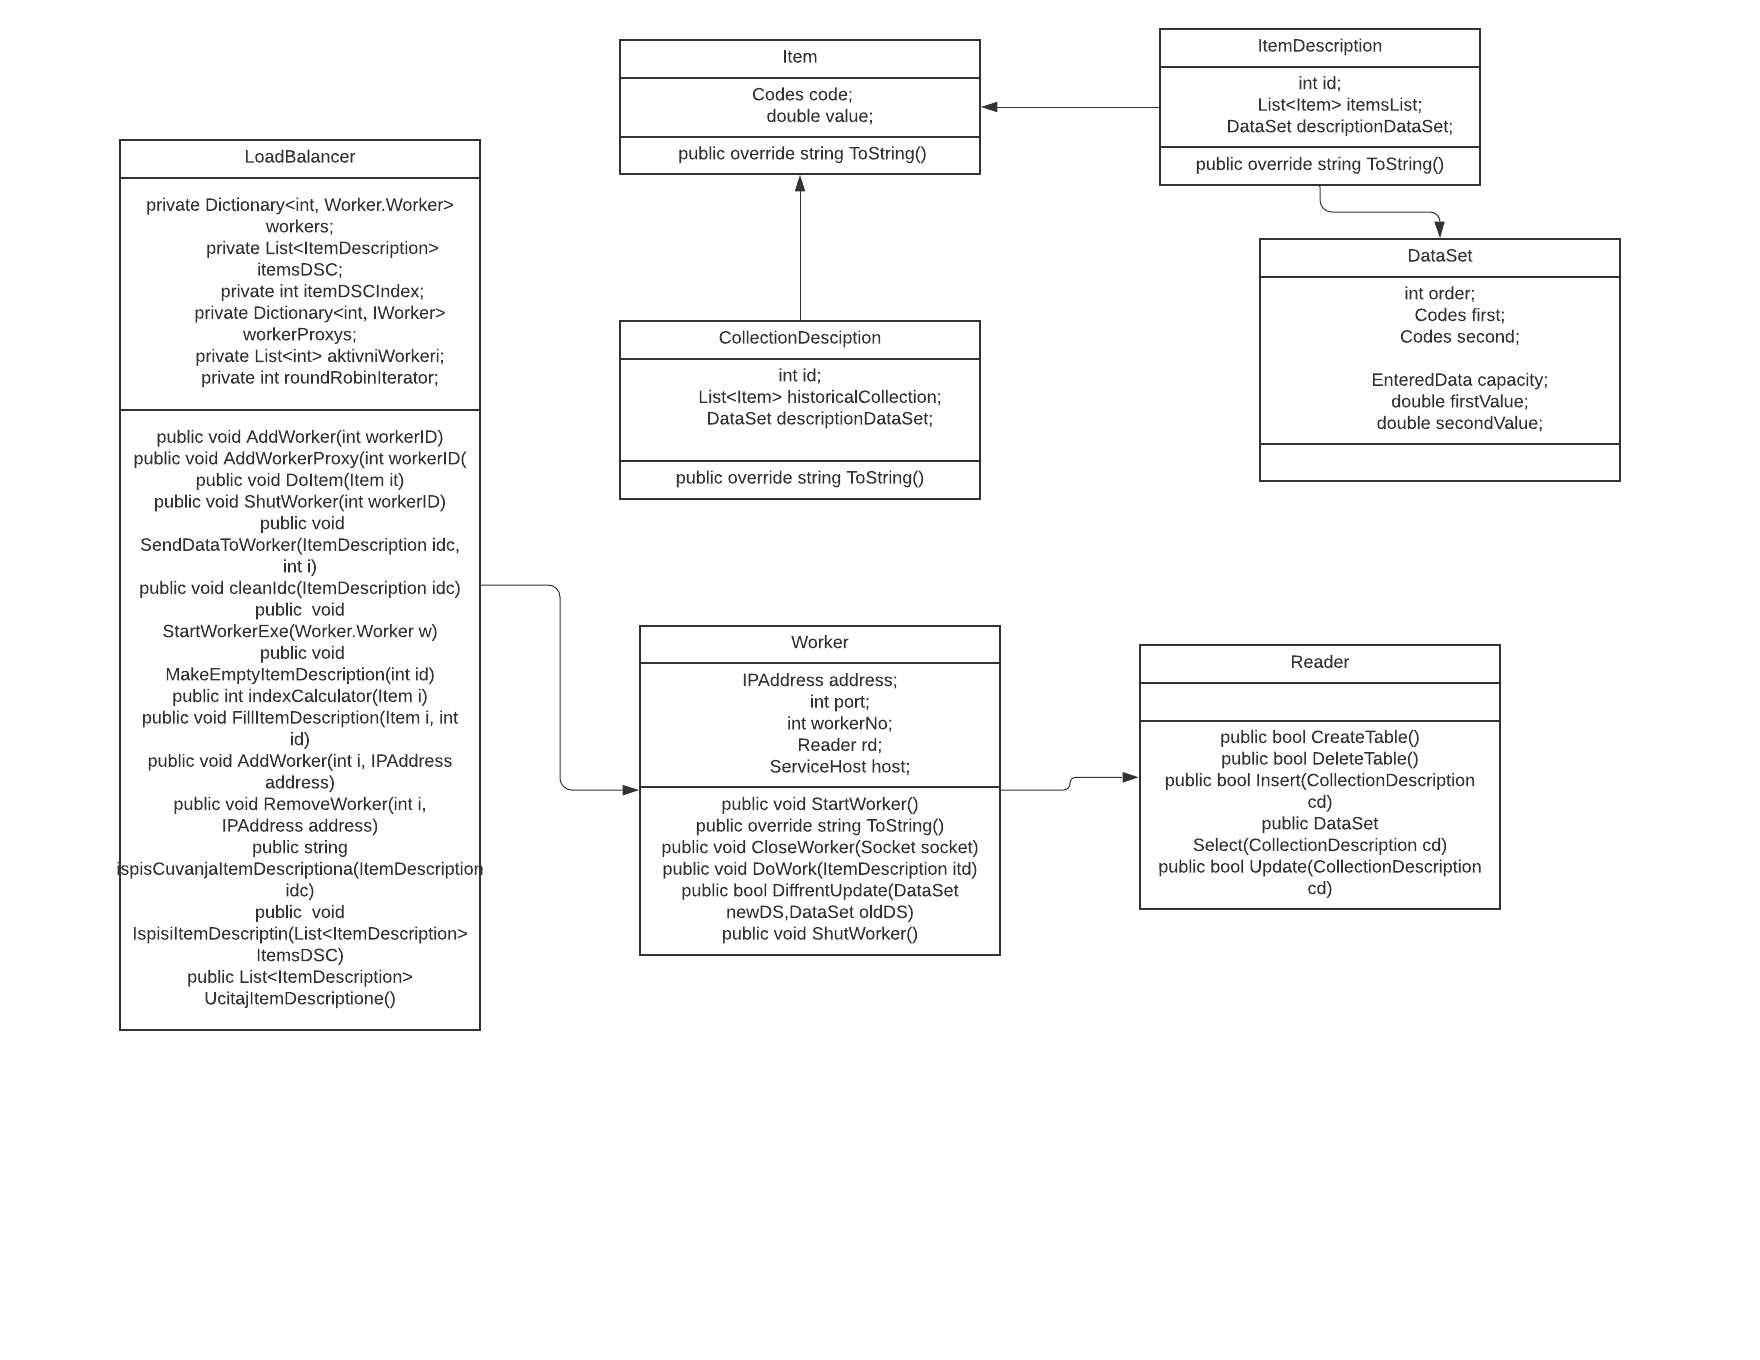 LoadBalancer
private Dictionary<int, Worker.Worker>
workers;
private List<ItemDescription>
itemsDSC;
private int itemDSCIndex;
private Dictionary<int, IWorker>
workerProxys;
private List<int> aktivniWorkeri;
private int roundRobinIterator;
public void AddWorker(int workerID)
public void AddWorkerProxy(int workerID(
public void DoItem(Item it)
public void ShutWorker(int workerID)
public void
SendDataToWorker(ItemDescription idc,
int i)
public void cleanIdc(ItemDescription idc)
public  void
StartWorkerExe(Worker.Worker w)
public void
MakeEmptyItemDescription(int id)
public int indexCalculator(Item i)
public void FillItemDescription(Item i, int
id)
public void AddWorker(int i, IPAddress
address)
public void RemoveWorker(int i,
IPAddress address)
public string
ispisCuvanjaItemDescriptiona(ItemDescription
idc)
public  void
IspisiItemDescriptin(List<ItemDescription>
ItemsDSC)
public List<ItemDescription>
UcitajItemDescriptione()
Item
Codes code;
double value;
public override string ToString()
ItemDescription
int id;
List<Item> itemsList;
DataSet descriptionDataSet;
public override string ToString()
DataSet
int order;
Codes first;
Codes second;
EnteredData capacity;
double firstValue;
double secondValue;
CollectionDesciption
int id;
List<Item> historicalCollection;
DataSet descriptionDataSet;
public override string ToString()
Worker
IPAddress address;
int port;
int workerNo;
Reader rd;
ServiceHost host;
public void StartWorker()
public override string ToString()
public void CloseWorker(Socket socket)
public void DoWork(ItemDescription itd)
public bool DiffrentUpdate(DataSet
newDS,DataSet oldDS)
public void ShutWorker()
Reader
public bool CreateTable()
public bool DeleteTable()
public bool Insert(CollectionDescription
cd)
public DataSet
Select(CollectionDescription cd)
public bool Update(CollectionDescription
cd)